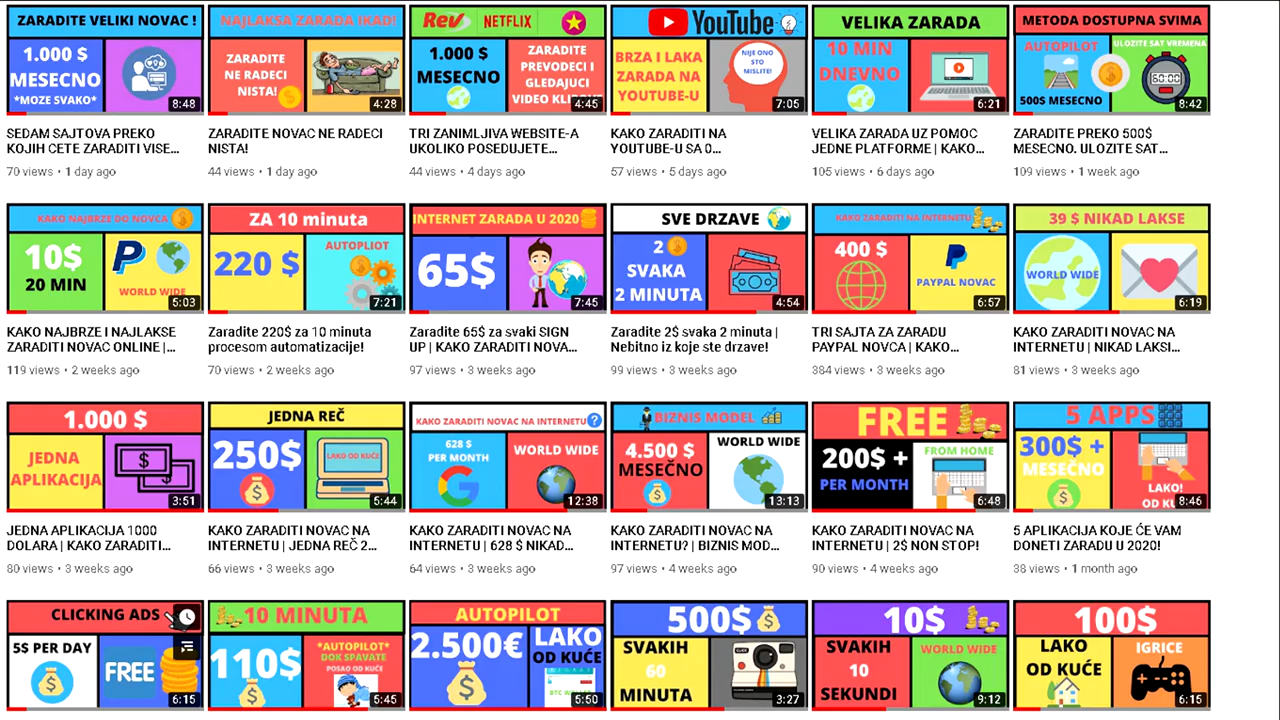 ZARADITE VELIKI NOVAC !
1.000 $
MESECNO
*MOZE SVAKO*
8:48
SEDAM SAJTOVA PREKO
KOJIH CETE ZARADITI VISE...
70 views • 1 day ago
NAJLAKSA ZARADA IKAD!
ZARADITE
NE RADECI
NISTA!
4:28
ZARADITE NOVAC NE RADECI
NISTA!
44 views • 1 day ago
Rev
NETFLIX
1.000 $
MESECNO
ZARADITE
PREVODECI I
GLEDAJUCI
VIDEO
4:45
TRI ZANIMLJIVA WEBSITE-A
UKOLIKO POSEDUJETE...
44 views • 4 days ago
YouTube
BRZA I LAKA
ZARADA NA
YOUTUBE-U
NIJE ONO
STO
MISLITE!
7:05
KAKO ZARADITI NA
YOUTUBE-U SA 0...
57 views • 5 days ago
VELIKA ZARADA
10 MIN
DNEVNO
6:21
VELIKA ZARADA UZ POMOC
JEDNE PLATFORME | KAKO...
105 views • 6 days ago
METODA DOSTUPNA SVIMA
AUTOPILOT
500$ MESECNO
ULOZITE SAT VREMENA
60:00
8:42
ZARADITE PREKO 500$
MESECNO. ULOZITE SAT...
109 views • 1 week ago
KAKO NAJBRZE DO NOVCA
10$
20 MIN
WORLD WIDE
5:03
KAKO NAJBRZE I NAJLAKSE
ZARADITI NOVAC ONLINE |...
119 views • 2 weeks ago
ZA 10 minuta
220 $
AUTOPLIOT
7:21
Zaradite 220$ za 10 minuta
procesom automatizacije!
70 views • 2 weeks ago
INTERNET ZARADA U 2020
65$
7:45
Zaradite 65$ za svaki SIGN
UP | KAKO ZARADITI NOVA...
97 views • 3 weeks ago
SVE DRZAVE
2
SVAKA
2 MINUTA
4:54
Zaradite 2$ svaka 2 minuta |
Nebitno iz koje ste drzave!
99 views • 3 weeks ago
KAKO ZARADITI NA INTERNETU
400 $
PAYPAL NOVAC
6:57
TRI SAJTA ZA ZARADU
PAYPAL NOVCA | KAKO...
384 views • 3 weeks ago
39 $ NIKAD LAKSE
WORLD WIDE
6:19
KAKO ZARADITI NOVAC NA
INTERNETU | NIKAD LAKSI...
81 views • 3 weeks ago
1.000 $
JEDNA
APLIKACIJA
3:51
JEDNA APLIKACIJA 1000
DOLARA | KAKO ZARADITI...
80 views • 3 weeks ago
JEDNA REČ
250$
LAKO OD KUĆE
5:44
KAKO ZARADITI NOVAC NA
INTERNETU | JEDNA REČ 2...
66 views • 3 weeks ago
KAKO ZARADITI NOVAC NA INTERNETU?
628 $
PER MONTH
WORLD WIDE
12:38
KAKO ZARADITI NOVAC NA
INTERNETU | 628 $ NIKAD...
64 views • 3 weeks ago
BIZNIS MODEL
4.500 $
MESEČNO
WORLD WIDE
13:13
KAKO ZARADITI NOVAC NA
INTERNETU? | BIZNIS MOD...
97 views • 4 weeks ago
FREE
200$ +
PER MONTH
FROM HOME
6:48
KAKO ZARADITI NOVAC NA
INTERNETU | 2$ NON STOP!
90 views • 4 weeks ago
5 APPS
300$ +
MESEČNO
LAKO!
OD
8:46
5 APLIKACIJA KOJE ĆE VAM
DONETI ZARADU U 2020!
38 views • 1 month ago
CLICKING ADS
5$ PER DAY
FREE
6:15
10 MINUTA
110$
*AUTOPILOT*
DOK SPAVATE
POSAO OD KUĆE
5:45
AUTOPILOT
2.500€
LAKO
OD KUĆE
5:50
500$
SVAKIH
60
MINUTA
3:27
10$
SVAKIH
10
SEKUNDI
WORLD WIDE
9:12
100$
LAKO
OD KUĆE
IGRICE
6:15